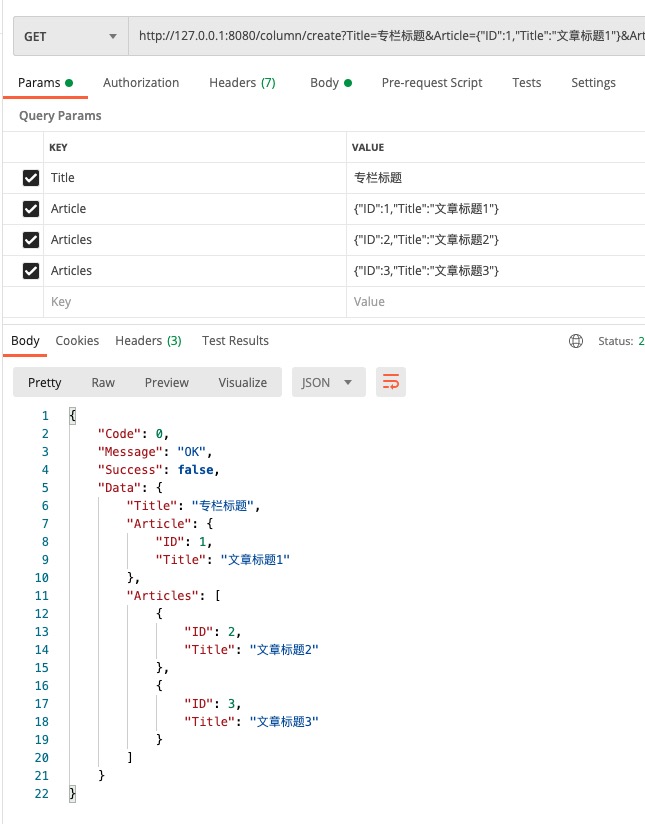 GET http://127.0.0.1:8080/column/create?Title=专栏标题&Article={"ID":1,"Title":"文章标题1"}&Art
Params Authorization Headers (7) Body Pre-request Script Tests Settings
Query Params
KEY VALUE
Title 专栏标题
Article {"ID":1,"Title":"文章标题1"}
Articles {"ID":2,"Title":"文章标题2"}
Articles {"ID":3,"Title":"文章标题3"}
Key Value
Body Cookies Headers (3) Test Results Status: 2
Pretty Raw Preview Visualize JSON
1 {
2 "Code": 0,
3 "Message": "OK",
4 "Success": false,
5 "Data": {
6 "Title": "专栏标题",
7 "Article": {
8 "ID": 1,
9 "Title": "文章标题1"
10 },
11 "Articles": [
12 {
13 "ID": 2,
14 "Title": "文章标题2"
15 },
16 {
17 "ID": 3,
18 "Title": "文章标题3"
19 }
20 ]
21 }
22 }